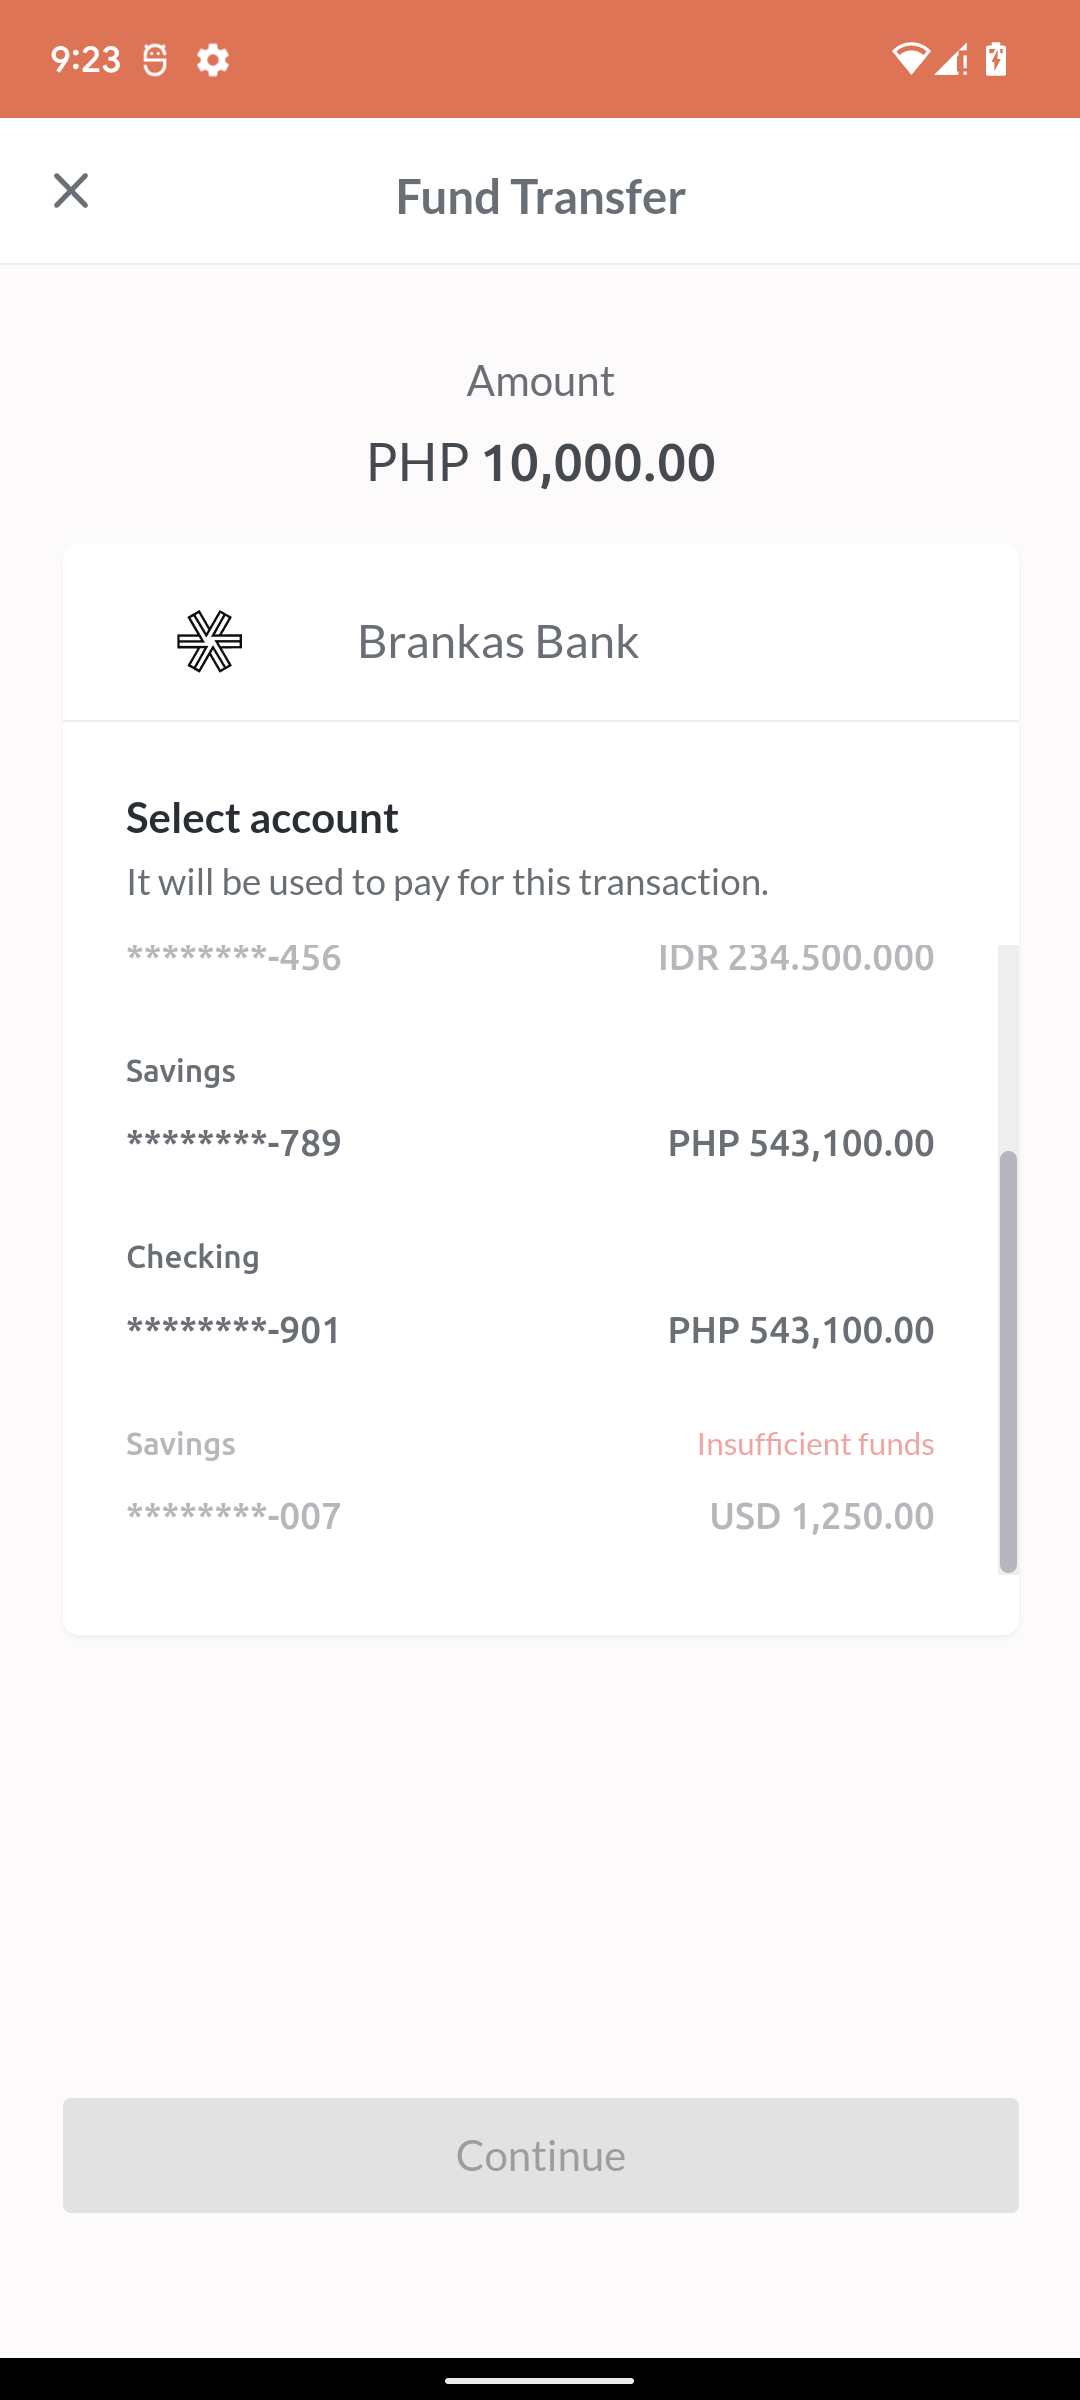 9:23
Fund Transfer
Amount
PHP 10,000.00
Brankas Bank
Select account
It will be used to pay for this transaction.
********-456 IDR 234.500.000
Savings
********-789 PHP 543,100.00
Checking
********-901 PHP 543,100.00
Savings Insufficient funds
********-007 USD 1,250.00
Continue